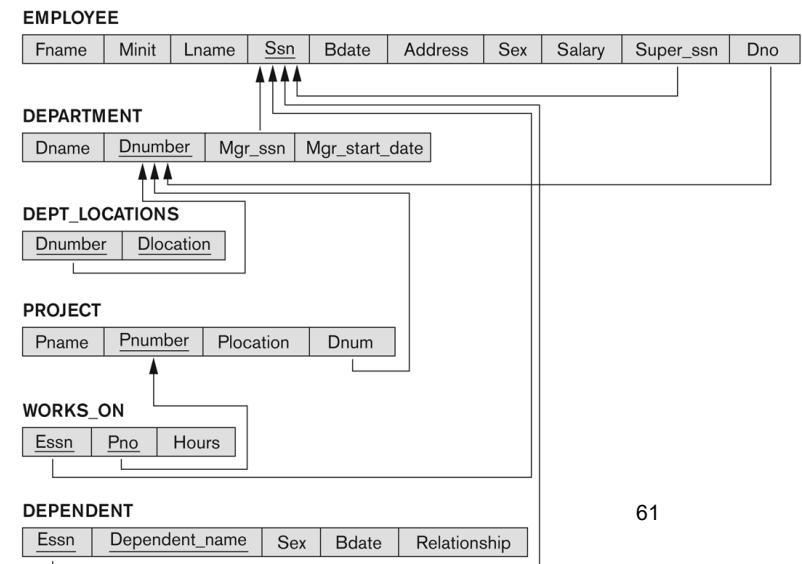 EMPLOYEE
Fname Minit Lname Ssn Bdate Address Sex Salary Super_ssn Dno
DEPARTMENT
Dname Dnumber Mgr_ssn Mgr_start_date
DEPT_LOCATIONS
Dnumber Dlocation
PROJECT
Pname Pnumber Plocation Dnum
WORKS_ON
Essn Pno Hours
DEPENDENT
61
Essn Dependent_name Sex Bdate Relationship